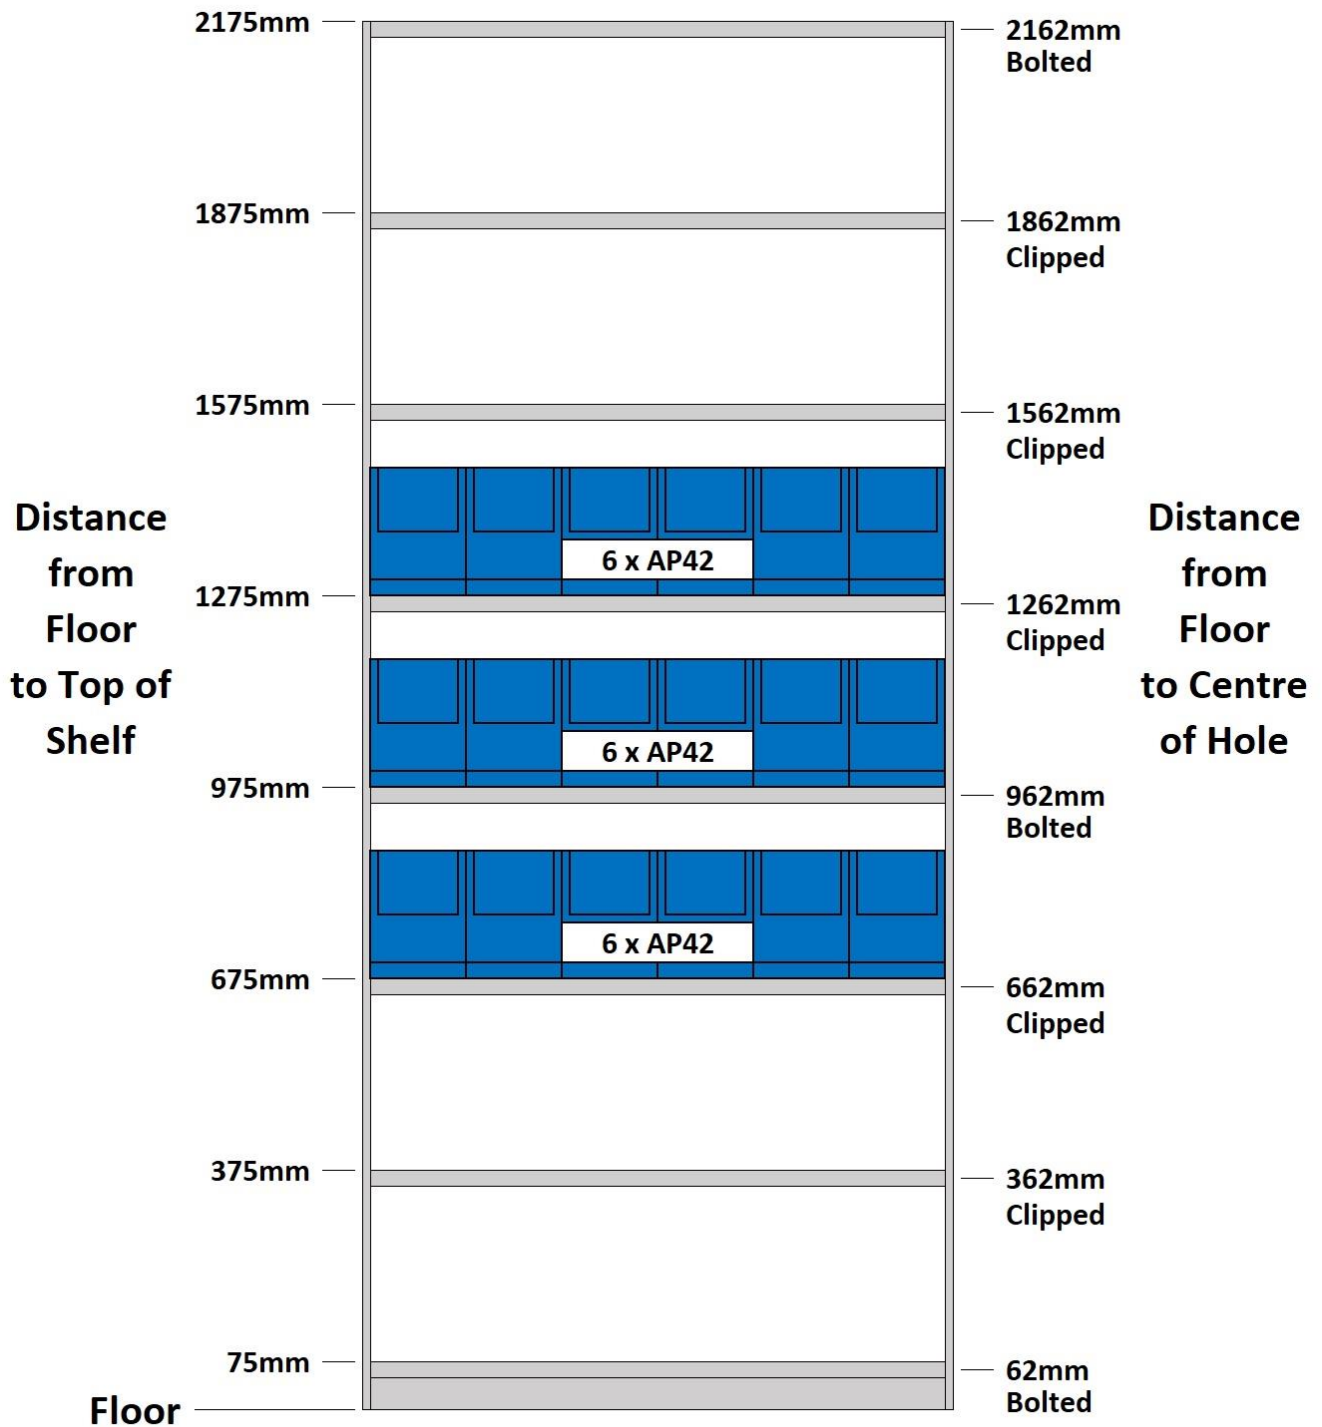 2175mm
2162mm
Bolted
1875mm
1862mm
Clipped
1575mm
1562mm
Clipped
Distance
from
Floor
to Top of
Shelf
Distance
from
Floor
to Centre
of Hole
6 x AP42
1275mm
1262mm
Clipped
6 x AP42
975mm
962mm
Bolted
6 x AP42
675mm
662mm
Clipped
375mm
362mm
Clipped
75mm
62mm
Bolted
Floor